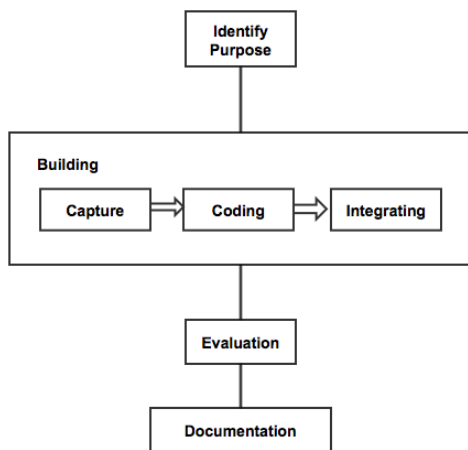 Identify
Purpose
Building
Capture
Coding
Integrating
Evaluation
Documentation